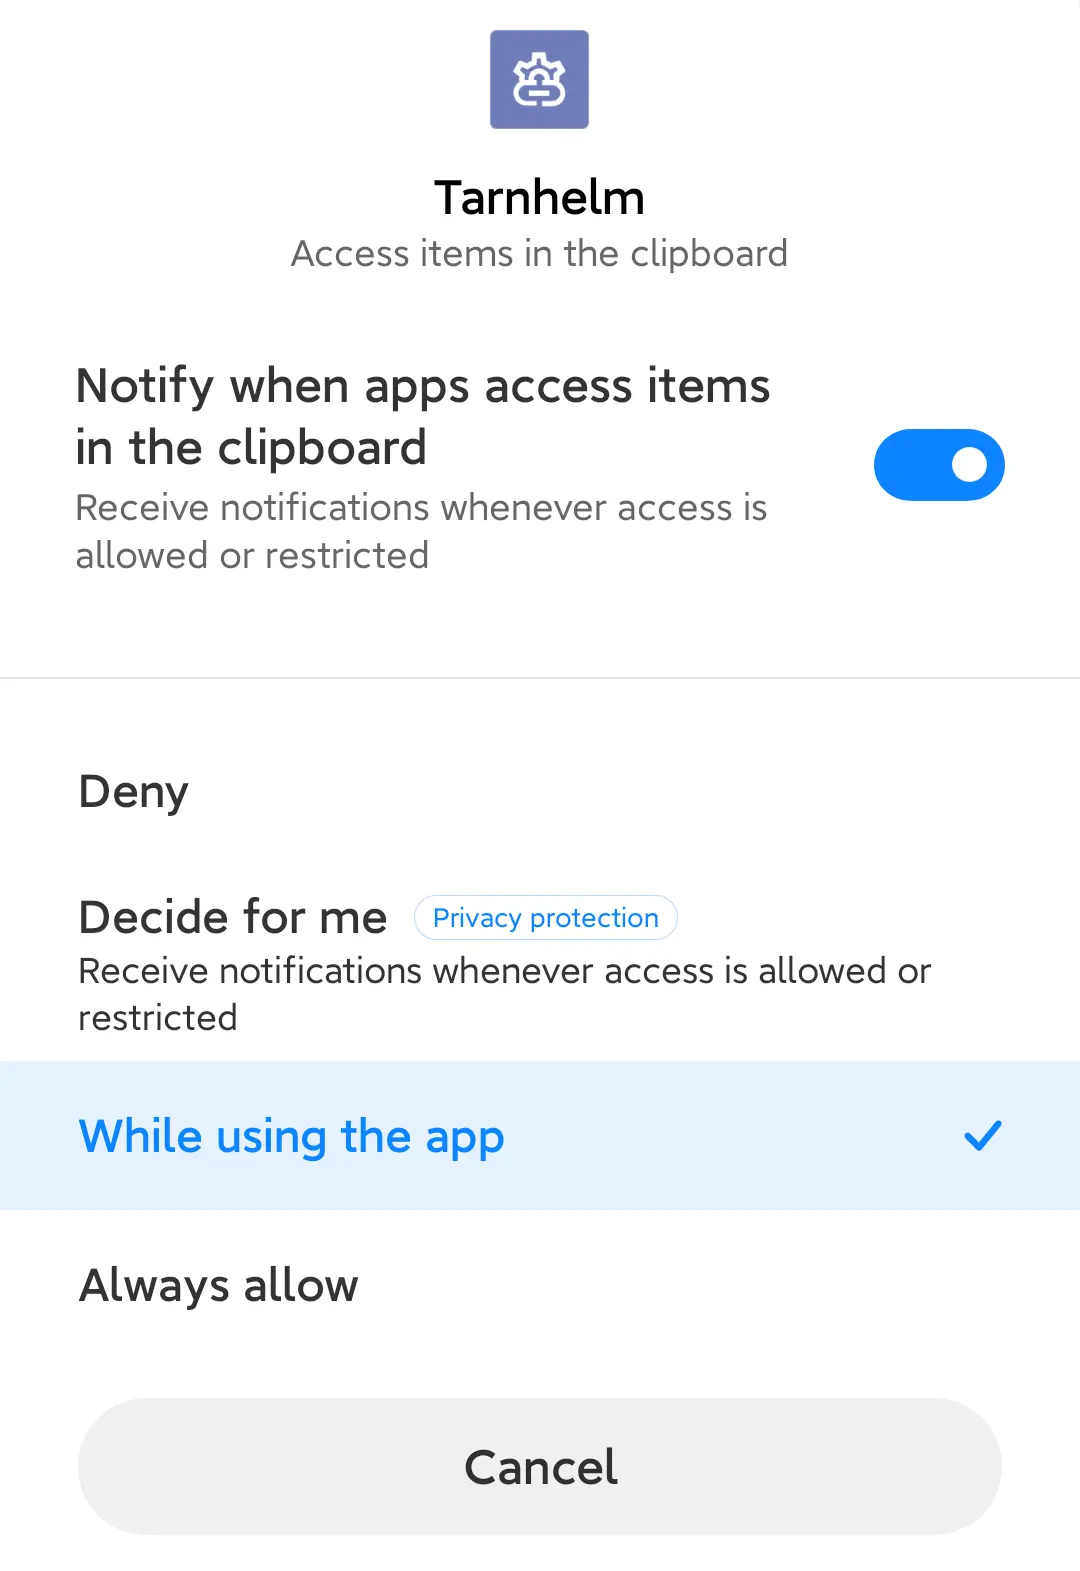 Tarnhelm
Access items in the clipboard
Notify when apps access items
in the clipboard
Receive notifications whenever access is
allowed or restricted
Deny
Decide for me Privacy protection
Receive notifications whenever access is allowed or
restricted
While using the app
Always allow
Cancel